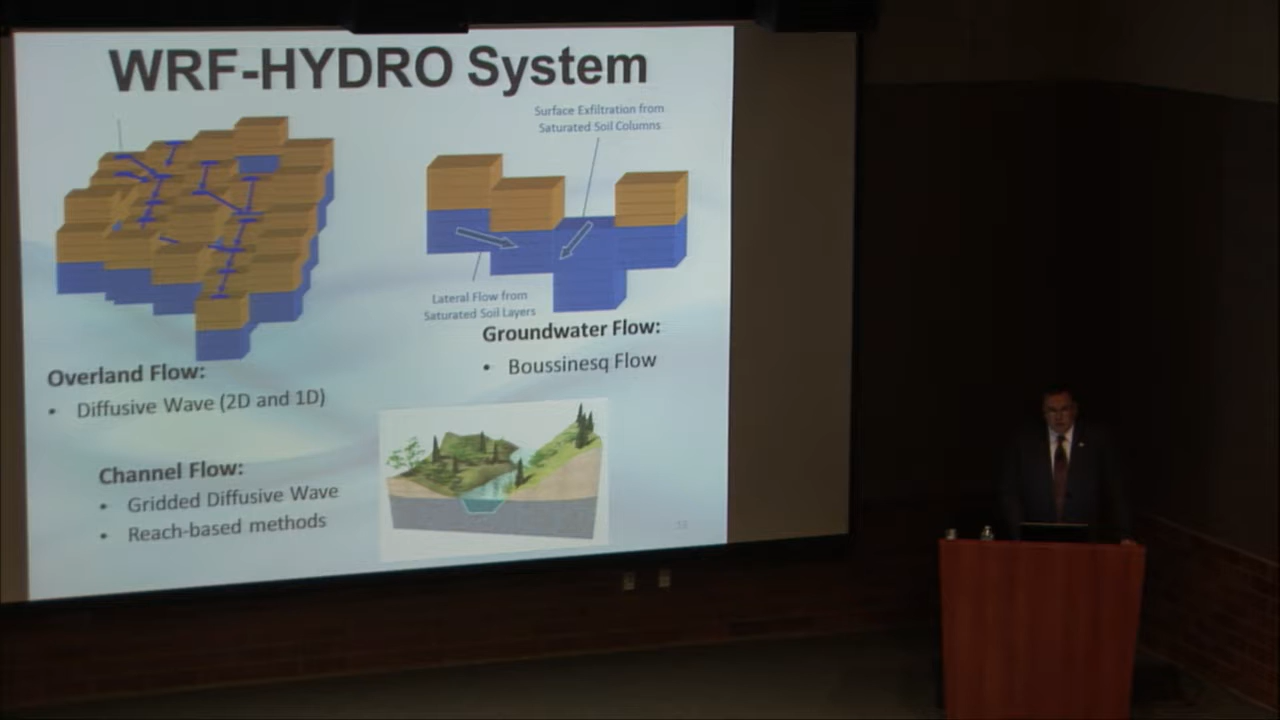 WRF-HYDRO System
Surface Exfiltration from
Saturated Soil Columns
Lateral Flow from
Saturated Soil Layers
Groundwater Flow:
• Boussinesq Flow
Overland Flow:
• Diffusive Wave (2D and 1D)
Channel Flow:
• Gridded Diffusive Wave
• Reach-based methods